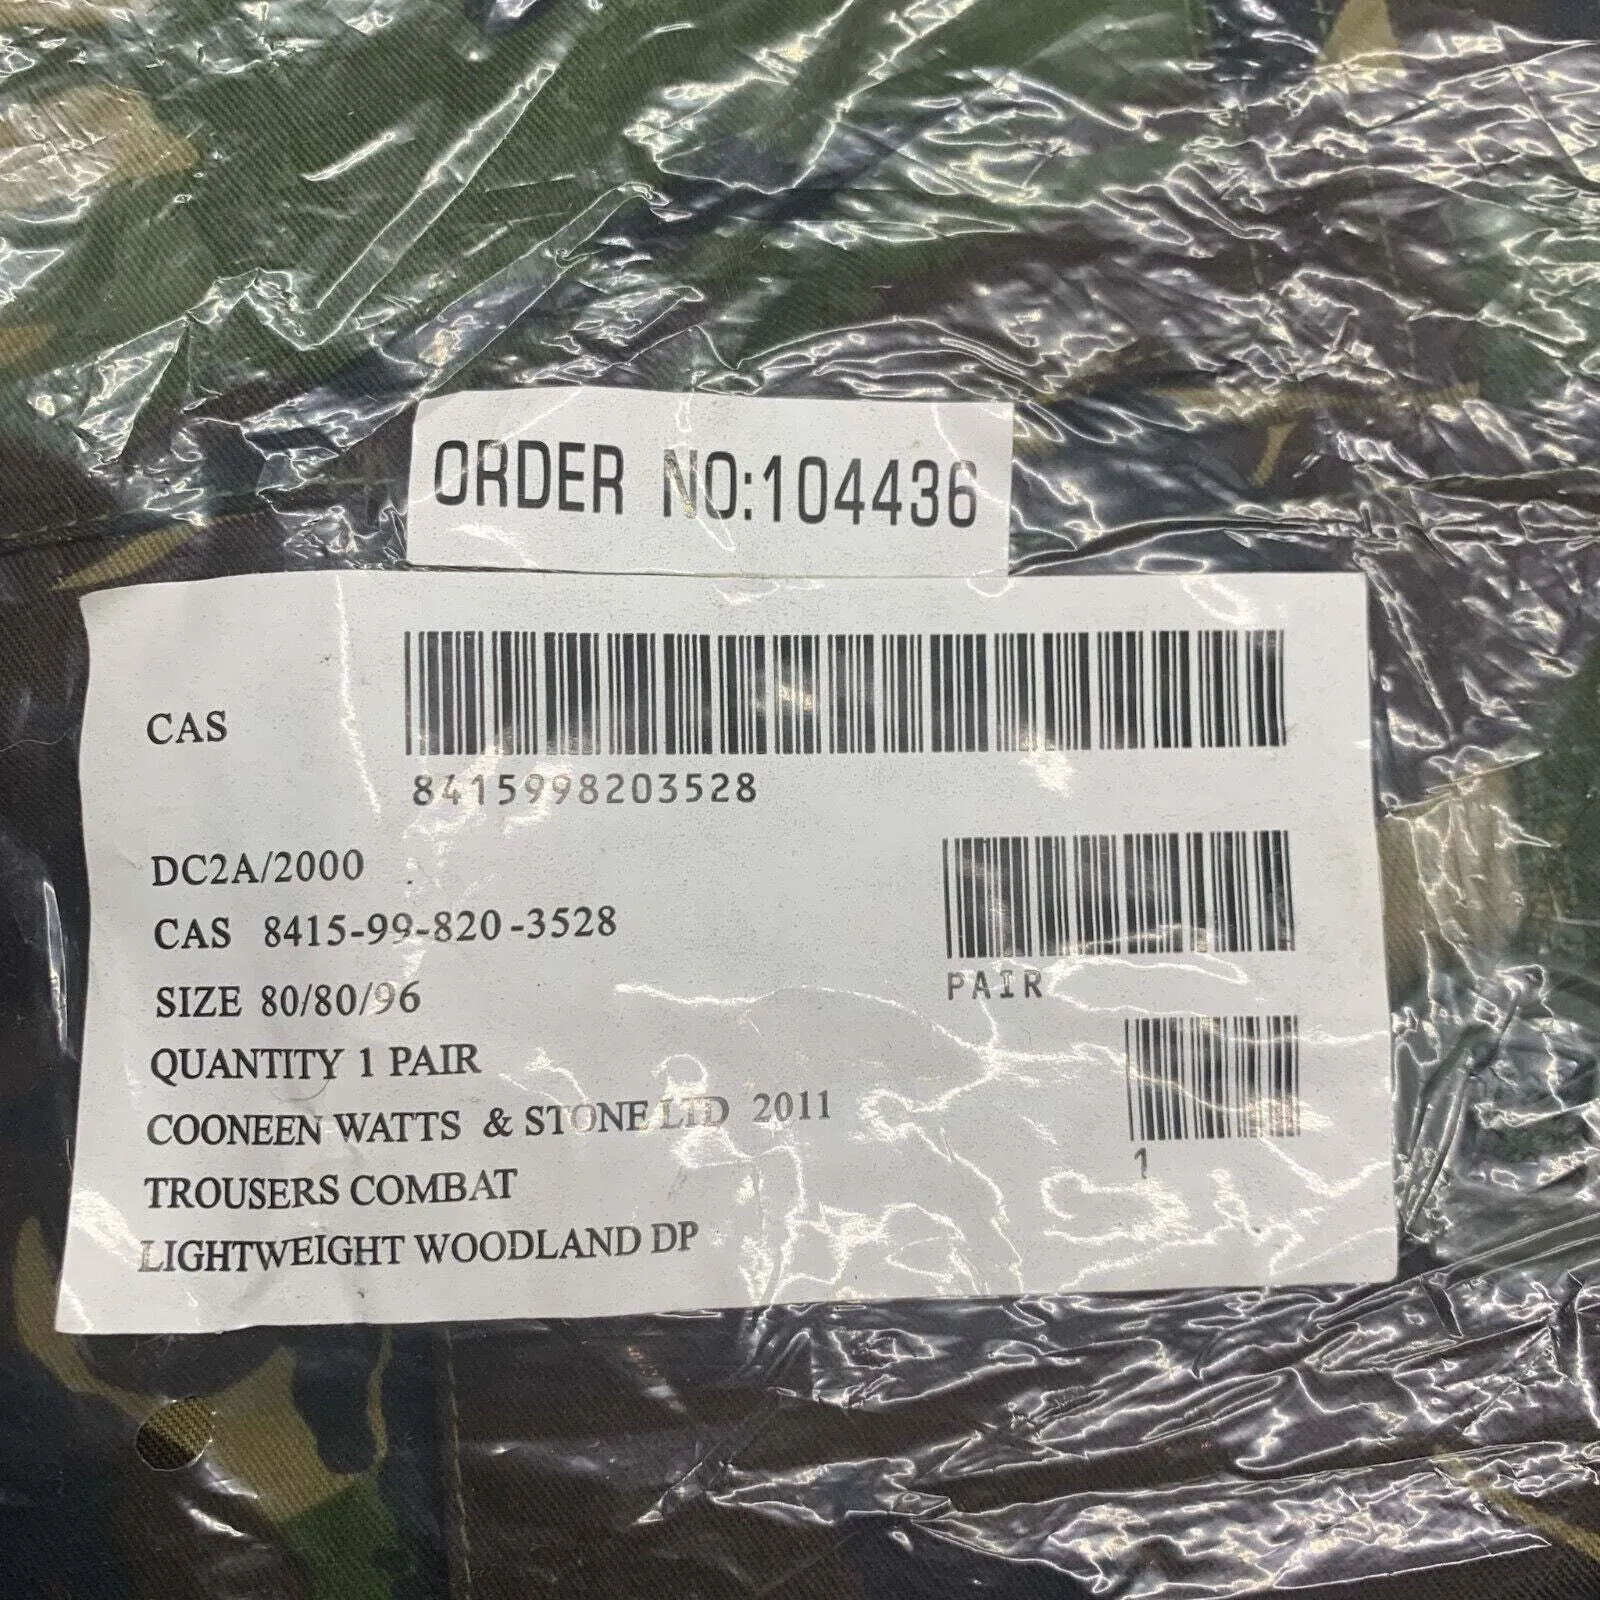 ORDER NO:104436
CAS
8415998203528
DC2A/2000
CAS 8415-99-820-3528
PAIR
SIZE 80/80/96
QUANTITY 1 PAIR
COONEEN WATTS & STONE LTD 2011
1
TROUSERS COMBAT
LIGHTWEIGHT WOODLAND DP